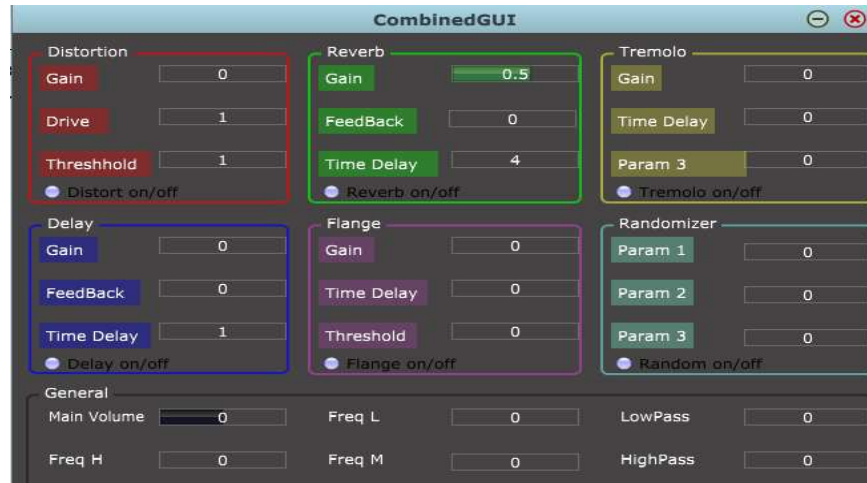 CombinedGUI
Distortion
Gain 0
Drive 1
Threshhold 1
Distort on/off
Reverb
Gain 0.5
FeedBack 0
Time Delay 4
Reverb on/off
Tremolo
Gain 0
Time Delay 0
Param 3 0
Tremolo on/off
Delay
Gain 0
FeedBack 0
Time Delay 1
Delay on/off
Flange
Gain 0
Time Delay 0
Threshold 0
Flange on/off
Randomizer
Param 1 0
Param 2 0
Param 3 0
Random on/off
General
Main Volume 0 Freq L 0 LowPass 0
Freq H 0 Freq M 0 HighPass 0